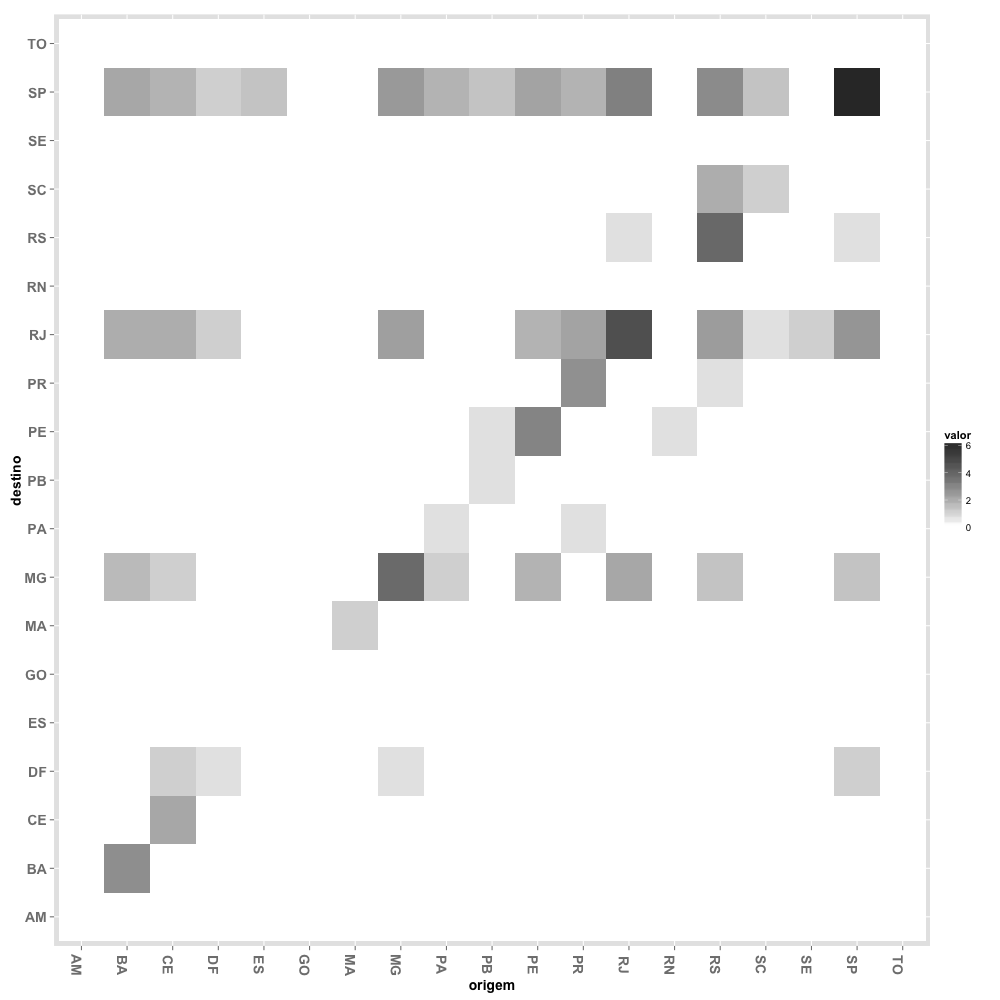 TO
SP
SE
SC
RS
RN
RJ
PR
PE
PB
PA
MG
MA
GO
ES
DF
CE
BA
AM
destino
AM BA CE DF ES GO MA MG PA PB PE PR RJ RN RS SC SE SP TO
origem
valor
6
4
2
0